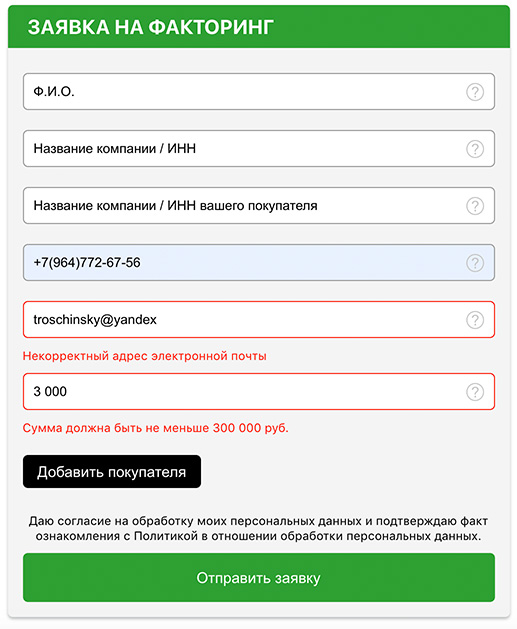 ЗАЯВКА НА ФАКТОРИНГ
Ф.И.О.
?
Название компании / ИНН
?
Название компании / ИНН вашего покупателя
?
+7(964)772-67-56
?
troschinsky@yandex
?
Некорректный адрес электронной почты
3 000
?
Сумма должна быть не меньше 300 000 руб.
Добавить покупателя
Даю согласие на обработку моих персональных данных и подтверждаю факт
ознакомления с Политикой в отношении обработки персональных данных.
Отправить заявку